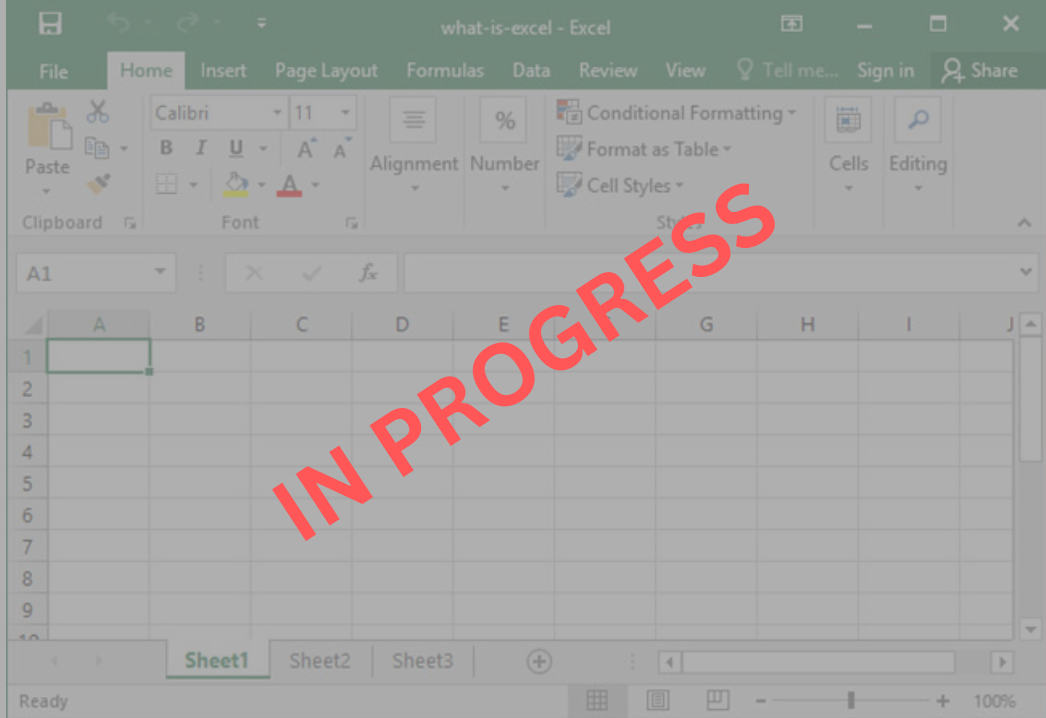 what-is-excel - Excel
File Home Insert Page Layout Formulas Data Review View Tell me... Sign in Share
Calibri 11
Conditional Formatting
B I U A A
%
Format as Table
Paste
Alignment Number
Cells Editing
A
Cell Styles
Clipboard Font
IN PROGRESS
A1 fx
A B C D E G H I J
1
2
3
4
5
6
7
8
9
10
Sheet1 Sheet2 Sheet3
Ready 100%